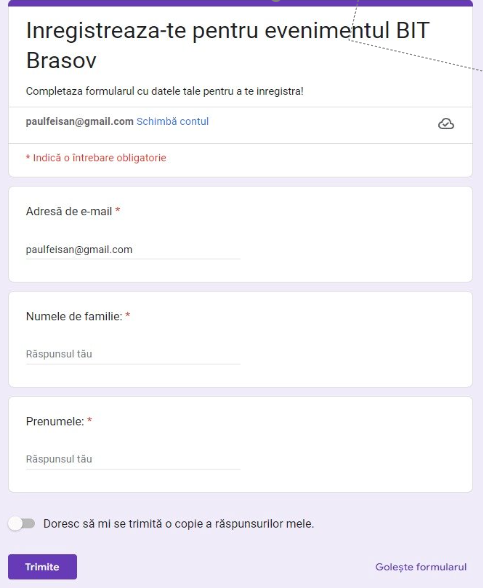 Inregistreaza-te pentru evenimentul BIT
Brasov
Completaza formularul cu datele tale pentru a te inregistra!
paulfeisan@gmail.com Schimbă contul
* Indică o întrebare obligatorie
Adresă de e-mail *
paulfeisan@gmail.com
Numele de familie: *
Răspunsul tău
Prenumele: *
Răspunsul tău
Doresc să mi se trimită o copie a răspunsurilor mele.
Trimite
Golește formularul